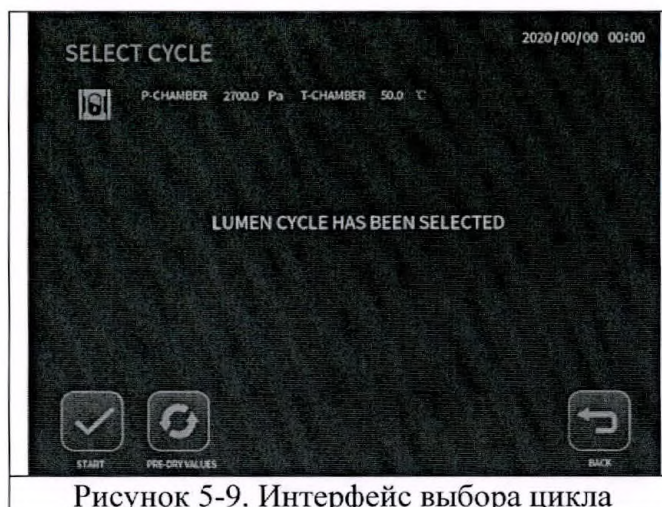 2020/00/00 00:00
SELECT CYCLE
P-CHAMBER 2700.0 Pa T-CHAMBER 50.0 ℃
LUMEN CYCLE HAS BEEN SELECTED
START PRE-DRY VALUES BACK
Рисунок 5-9. Интерфейс выбора цикла